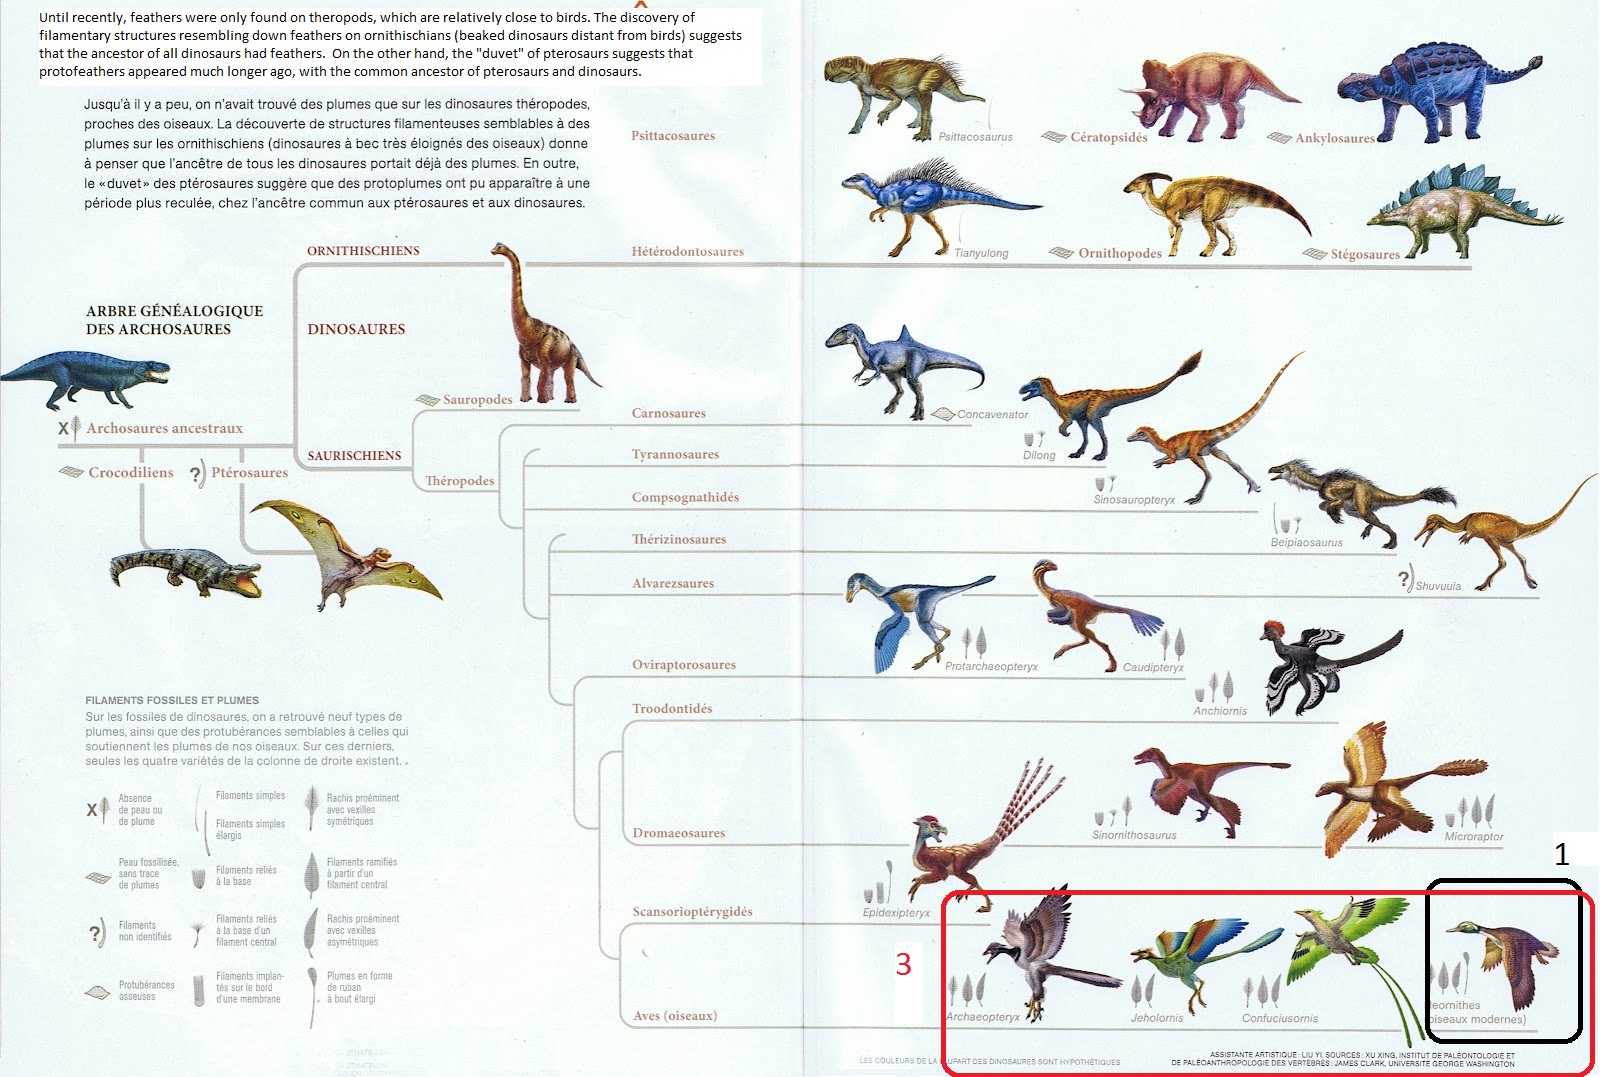 Until recently, feathers were only found on theropods, which are relatively close to birds. The discovery of
filamentary structures resembling down feathers on ornithischians (beaked dinosaurs distant from birds) suggests
that the ancestor of all dinosaurs had feathers.  On the other hand, the "duvet" of pterosaurs suggests that
protofeathers appeared much longer ago, with the common ancestor of pterosaurs and dinosaurs.
Jusqu'à il y a peu, on n'avait trouvé des plumes que sur les dinosaures théropodes,
proches des oiseaux. La découverte de structures filamenteuses semblables à des
plumes sur les ornithischiens (dinosaures à bec très éloignés des oiseaux) donne
à penser que l'ancêtre de tous les dinosaures portait déjà des plumes. En outre,
le «duvet» des ptérosaures suggère que des protoplumes ont pu apparaître à une
période plus reculée, chez l'ancêtre commun aux ptérosaures et aux dinosaures.
Psittacosaures
Psittacosaurus
Cératopsidés
Ankylosaures
ORNITHISCHIENS
Hétérodontosaures
Tianyulong
Ornithopodes
Stégosaures
ARBRE GÉNÉALOGIQUE
DES ARCHOSAURES
DINOSAURES
Sauropodes
Carnosaures
Concavenator
X
Archosaures ancestraux
SAURISCHIENS
Tyrannosaures
Dilong
Crocodiliens
?
Ptérosaures
Théropodes
Compsognathidés
Sinosauropteryx
Thérizinosaures
Beipiaosaurus
Alvarezsaures
?
Shuvuuia
Oviraptorosaures
Protarchaeopteryx
Caudipteryx
Troodontidés
Anchiornis
FILAMENTS FOSSILES ET PLUMES
Sur les fossiles de dinosaures, on a retrouvé neuf types de
plumes, ainsi que des protubérances semblables à celles qui
soutiennent les plumes de nos oiseaux. Sur ces derniers,
seules les quatre variétés de la colonne de droite existent.
X
Absence
de peau ou
de plume
Filaments simples
Filaments simples
élargis
Rachis proéminent
avec vexilles
symétriques
Peau fossilisée,
sans trace
de plumes
Filaments reliés
à la base
Filaments ramifiés
à partir d'un
filament central
?
Filaments
non identifiés
Filaments reliés
à la base d'un
filament central
Rachis proéminent
avec vexilles
asymétriques
Protubérances
osseuses
Filaments implan-
tés sur le bord
d'une membrane
Plumes en forme
de ruban
à bout élargi
Dromaeosaures
Sinornithosaurus
Microraptor
1
Scansorioptérygidés
Epidexipteryx
3
Aves (oiseaux)
Archaeopteryx
Jeholornis
Confuciusornis
eornithes
oiseaux modernes)
LES COULEURS DE LA PLUPART DES DINOSAURES SONT HYPOTHÉTIQUES
ASSISTANTE ARTISTIQUE : LIU YI, SOURCES : XU XING, INSTITUT DE PALÉONTOLOGIE ET
DE PALÉOANTHROPOLOGIE DES VERTÉBRÉS ; JAMES CLARK, UNIVERSITÉ GEORGE WASHINGTON